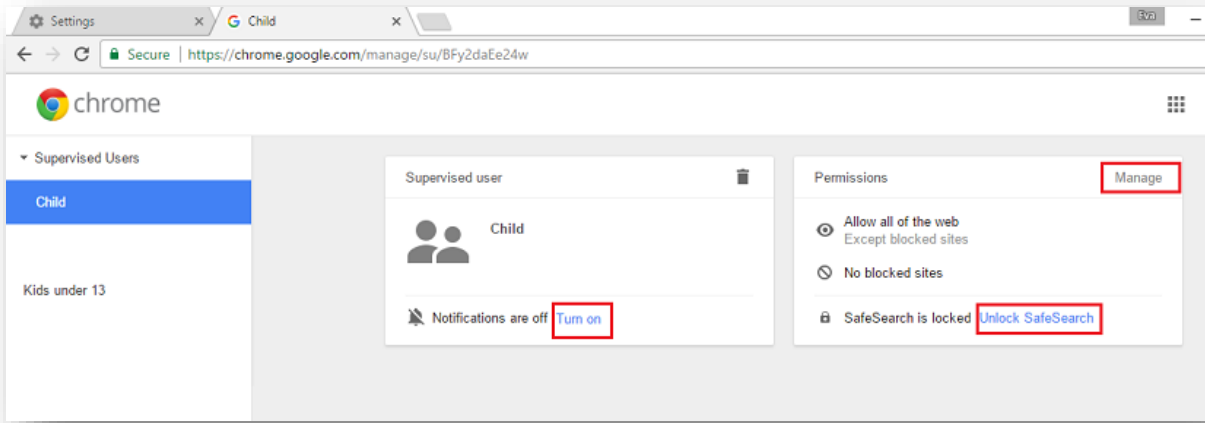 Settings
Child
Eva
Secure
https://chrome.google.com/manage/su/BFy2daEe24w
chrome
Supervised Users
Child
Kids under 13
Supervised user
Child
Notifications are off Turn on
Permissions
Manage
Allow all of the web
Except blocked sites
No blocked sites
SafeSearch is locked Unlock SafeSearch